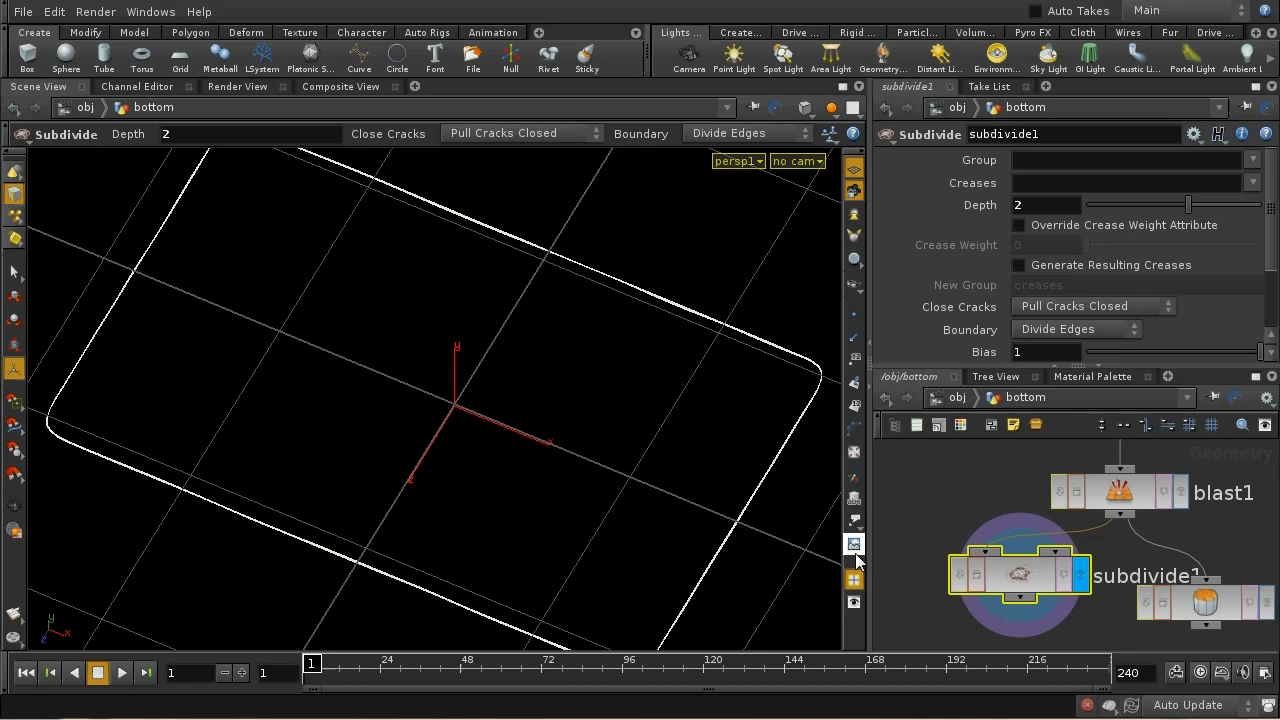 File Edit Render Windows Help Auto Takes Main
Create Modify Model Polygon Deform Texture Character Auto Rigs Animation Lights ... Create... Drive ... Rigid ... Particl... Volum... Pyro FX Cloth Wires Fur Drive ...
Box Sphere Tube Torus Grid Metaball LSystem Platonic S... Curve Circle Font File Null Rivet Sticky Camera Point Light Spot Light Area Light Geometry... Distant Li... Environm... Sky Light GI Light Caustic Li... Portal Light Ambient L
Scene View Channel Editor Render View Composite View subdivide1 Take List
obj bottom obj bottom
Subdivide Depth 2 Close Cracks Pull Cracks Closed Boundary Divide Edges Subdivide subdivide1
persp1 no cam
Group
Creases
Depth 2
Override Crease Weight Attribute
Crease Weight 0
Generate Resulting Creases
New Group creases
Close Cracks Pull Cracks Closed
Boundary Divide Edges
Bias 1
/obj/bottom Tree View Material Palette
obj bottom
Geometry
blast1
subdivide1
y
x
z
y
x
z
1 1 1 24 48 72 96 120 144 168 192 216 240
Auto Update